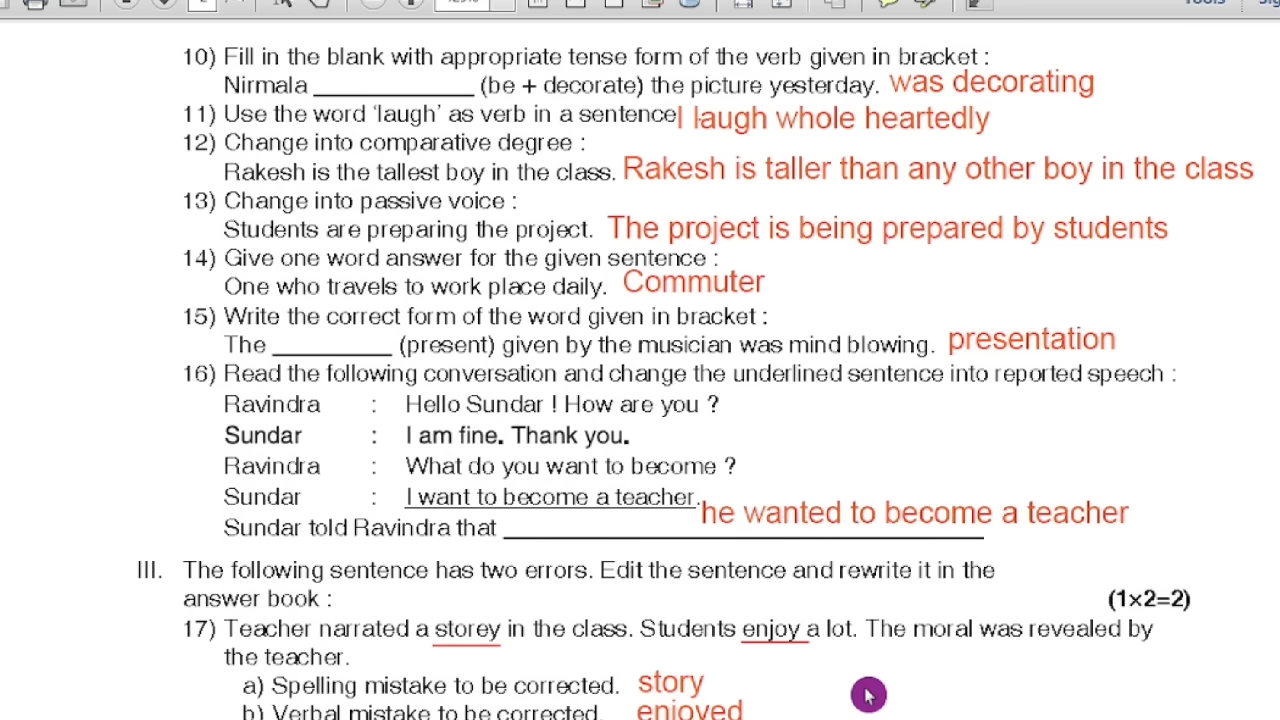 10) Fill in the blank with appropriate tense form of the verb given in bracket :
Nirmala _____________ (be + decorate) the picture yesterday. was decorating
11) Use the word ‘laugh’ as verb in a sentence I laugh whole heartedly
12) Change into comparative degree :
Rakesh is the tallest boy in the class. Rakesh is taller than any other boy in the class
13) Change into passive voice :
Students are preparing the project. The project is being prepared by students
14) Give one word answer for the given sentence :
One who travels to work place daily. Commuter
15) Write the correct form of the word given in bracket :
The __________ (present) given by the musician was mind blowing. presentation
16) Read the following conversation and change the underlined sentence into reported speech :
Ravindra : Hello Sundar ! How are you ?
Sundar : I am fine. Thank you.
Ravindra : What do you want to become ?
Sundar : I want to become a teacher.
Sundar told Ravindra that he wanted to become a teacher
III. The following sentence has two errors. Edit the sentence and rewrite it in the
answer book : (1×2=2)
17) Teacher narrated a storey in the class. Students enjoy a lot. The moral was revealed by
the teacher.
a) Spelling mistake to be corrected. story
b) Verbal mistake to be corrected. enjoyed